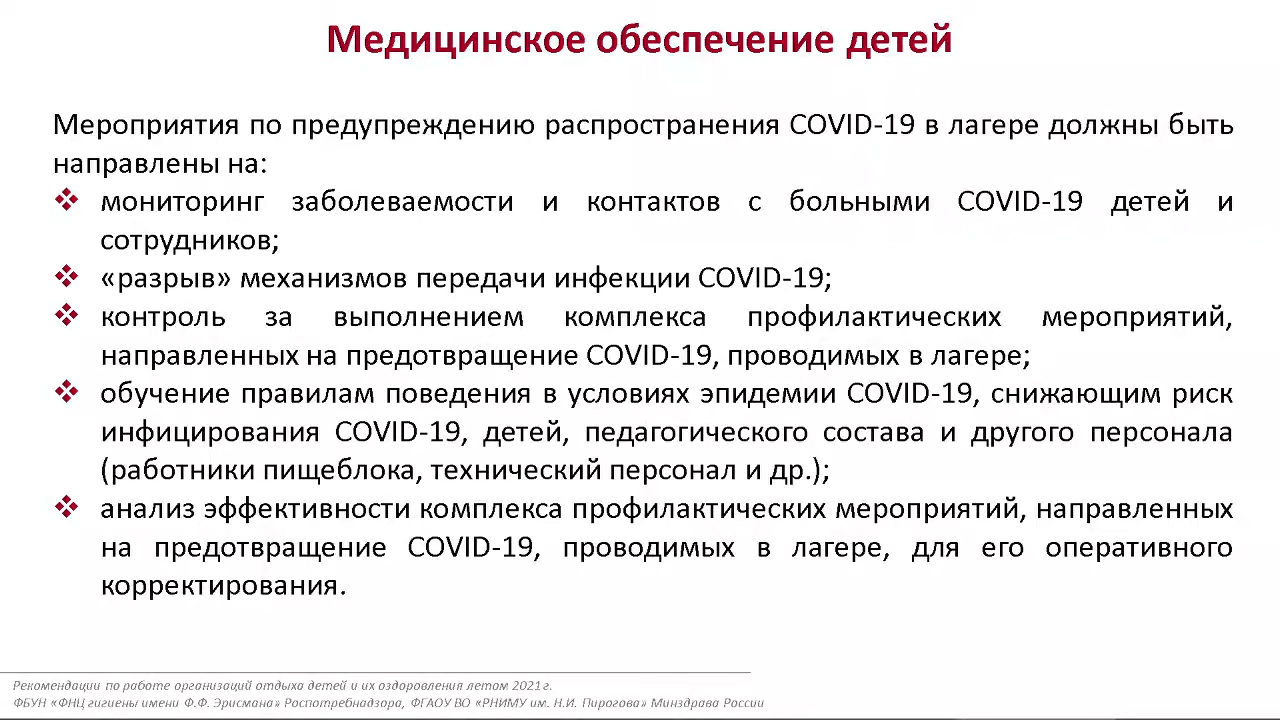 Медицинское обеспечение детей
Мероприятия по предупреждению распространения COVID-19 в лагере должны быть
направлены на:
❖ мониторинг заболеваемости и контактов с больными COVID-19 детей и
сотрудников;
❖ «разрыв» механизмов передачи инфекции COVID-19;
❖ контроль за выполнением комплекса профилактических мероприятий,
направленных на предотвращение COVID-19, проводимых в лагере;
❖ обучение правилам поведения в условиях эпидемии COVID-19, снижающим риск
инфицирования COVID-19, детей, педагогического состава и другого персонала
(работники пищеблока, технический персонал и др.);
❖ анализ эффективности комплекса профилактических мероприятий, направленных
на предотвращение COVID-19, проводимых в лагере, для его оперативного
корректирования.
Рекомендации по работе организаций отдыха детей и их оздоровления летом 2021 г.
ФБУН «ФНЦ гигиены имени Ф.Ф. Эрисмана» Роспотребнадзора, ФГАОУ ВО «РНИМУ им. Н.И. Пирогова» Минздрава России